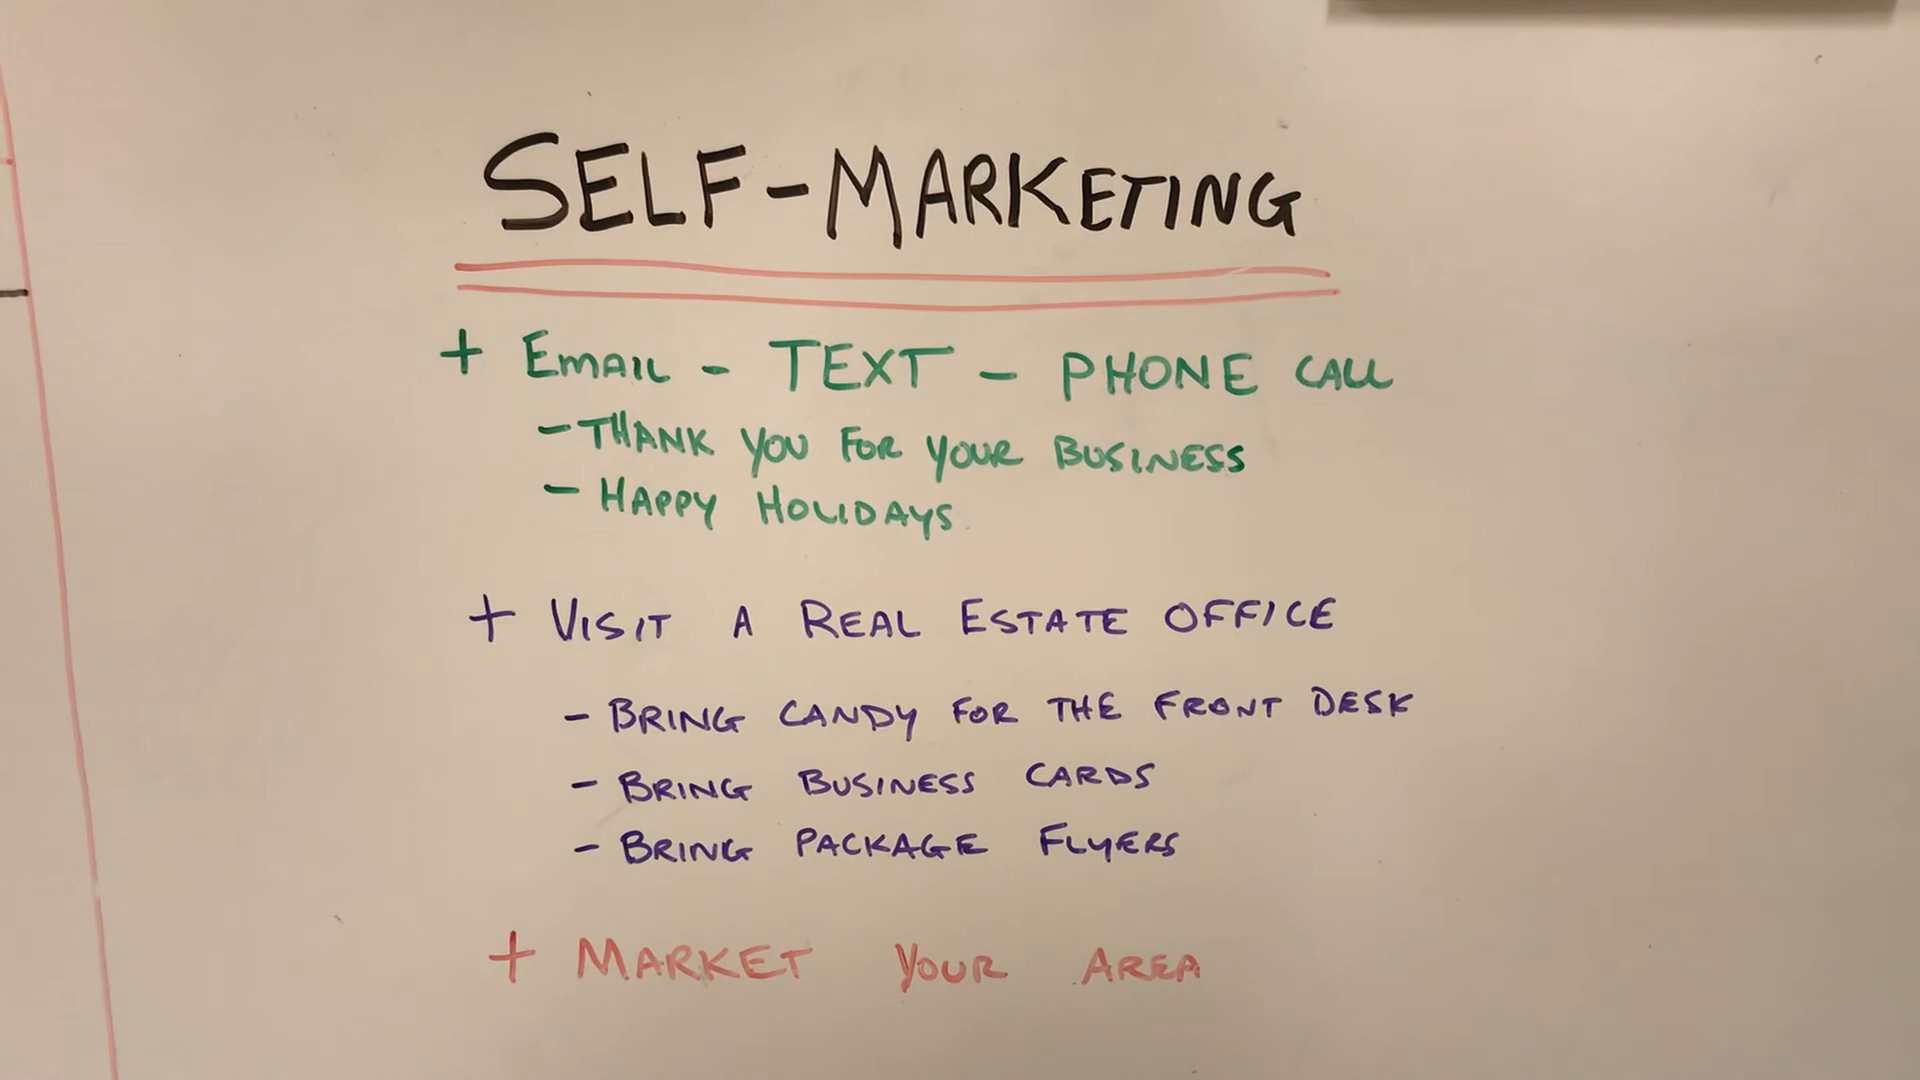 SELF-MARKETING
+ EMAIL - TEXT - PHONE CALL
- THANK YOU FOR YOUR BUSINESS
- HAPPY HOLIDAYS
+ VISIT A REAL ESTATE OFFICE
- BRING CANDY FOR THE FRONT DESK
- BRING BUSINESS CARDS
- BRING PACKAGE FLYERS
+ MARKET YOUR AREA